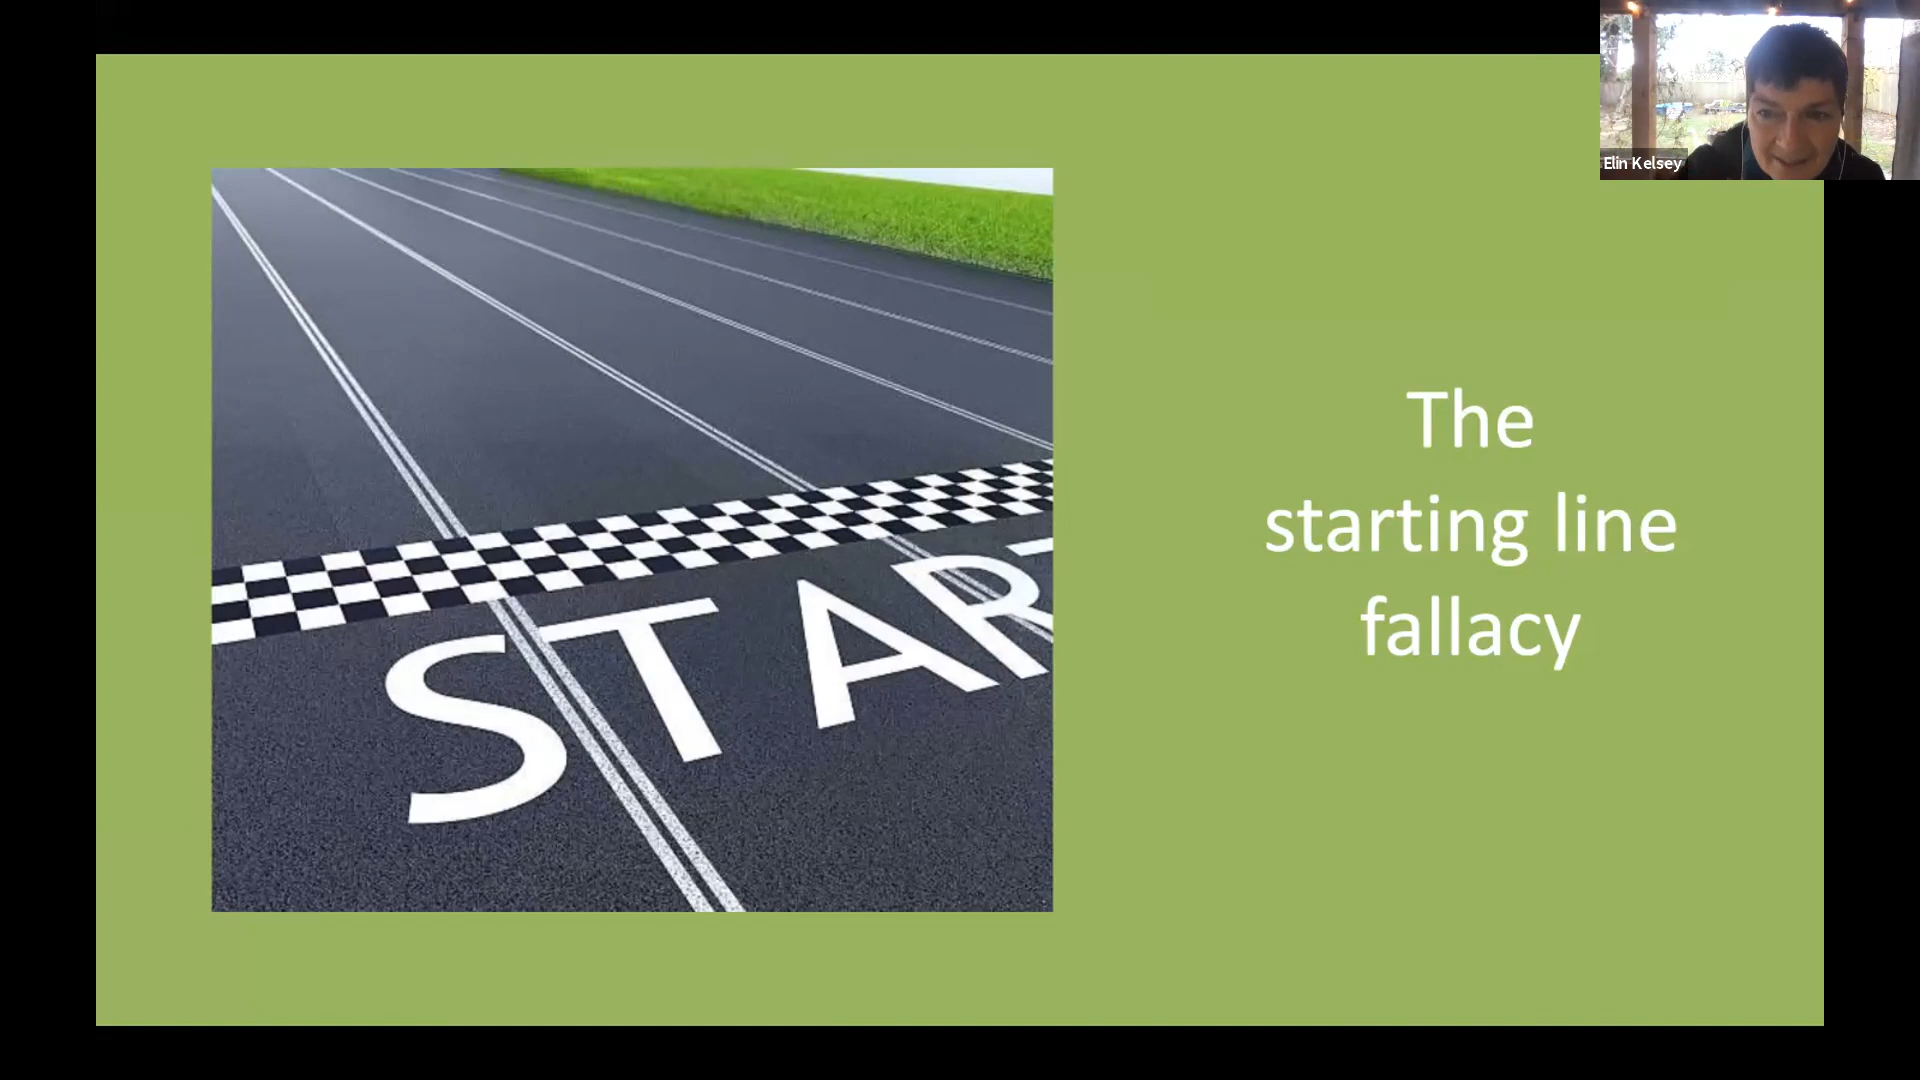 Elin Kelsey
START
The
starting line
fallacy